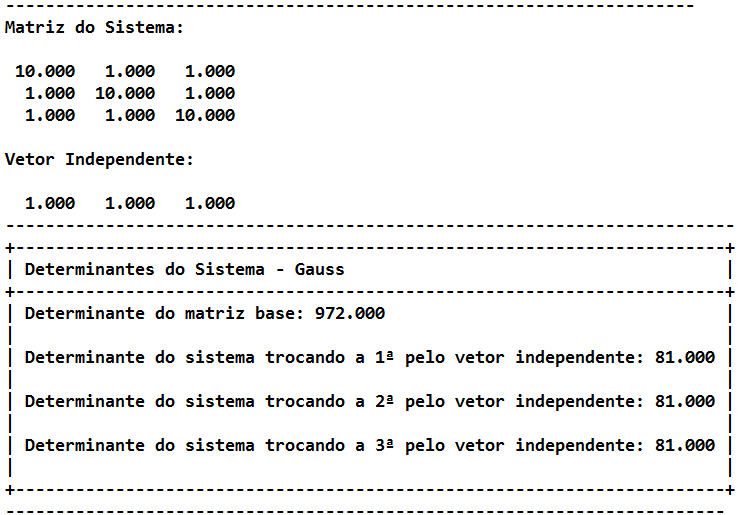 ---------------------------------------------------------------------
Matriz do Sistema:
10.000   1.000   1.000
1.000  10.000   1.000
1.000   1.000  10.000
Vetor Independente:
1.000   1.000   1.000
-------------------------------------------------------------------------
+-----------------------------------------------------------------------+
| Determinantes do Sistema - Gauss                                      |
+-----------------------------------------------------------------------+
| Determinante do matriz base: 972.000                                  |
|                                                                       |
| Determinante do sistema trocando a 1ª pelo vetor independente: 81.000 |
|                                                                       |
| Determinante do sistema trocando a 2ª pelo vetor independente: 81.000 |
|                                                                       |
| Determinante do sistema trocando a 3ª pelo vetor independente: 81.000 |
|                                                                       |
+-----------------------------------------------------------------------+
------------------------------------------------------------------------